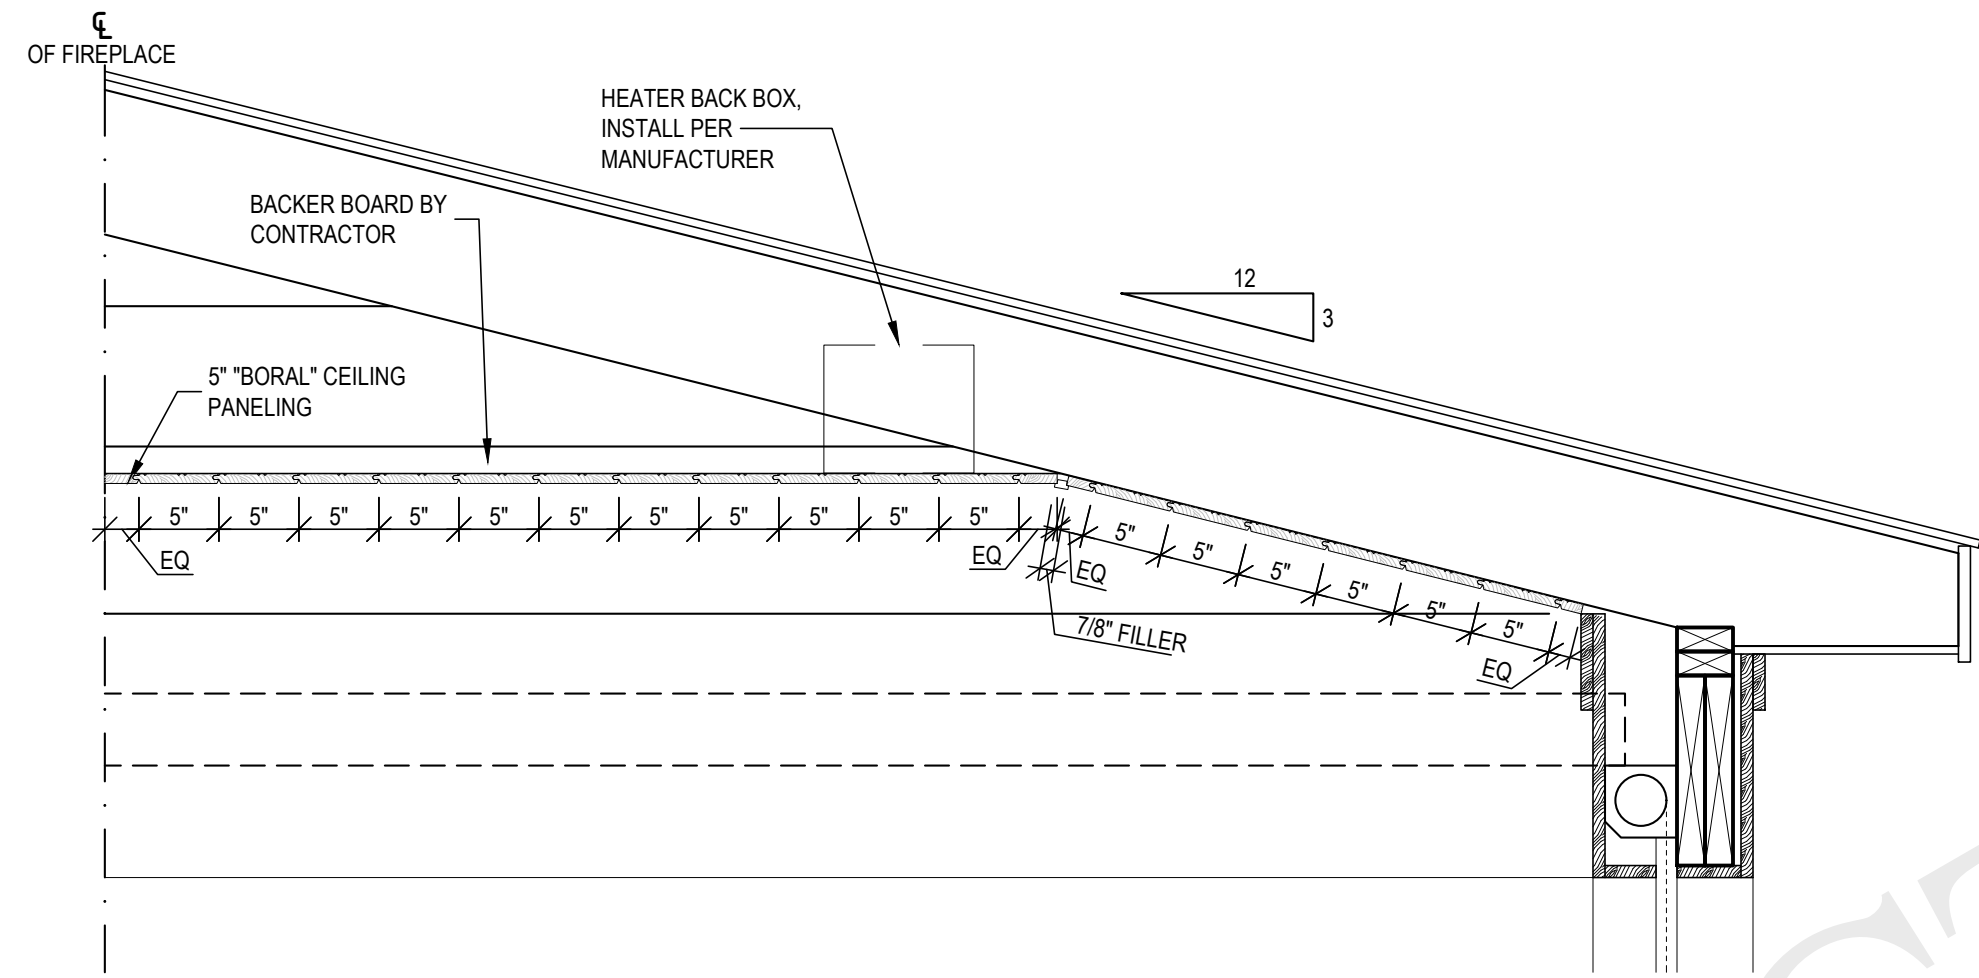 ℄
OF FIREPLACE
HEATER BACK BOX,
INSTALL PER
MANUFACTURER
BACKER BOARD BY
CONTRACTOR
12
3
5" "BORAL" CEILING
PANELING
5" 5" 5" 5" 5" 5" 5" 5" 5" 5" 5"
EQ
EQ
EQ
5" 5" 5" 5" 5" 5"
7/8" FILLER
EQ